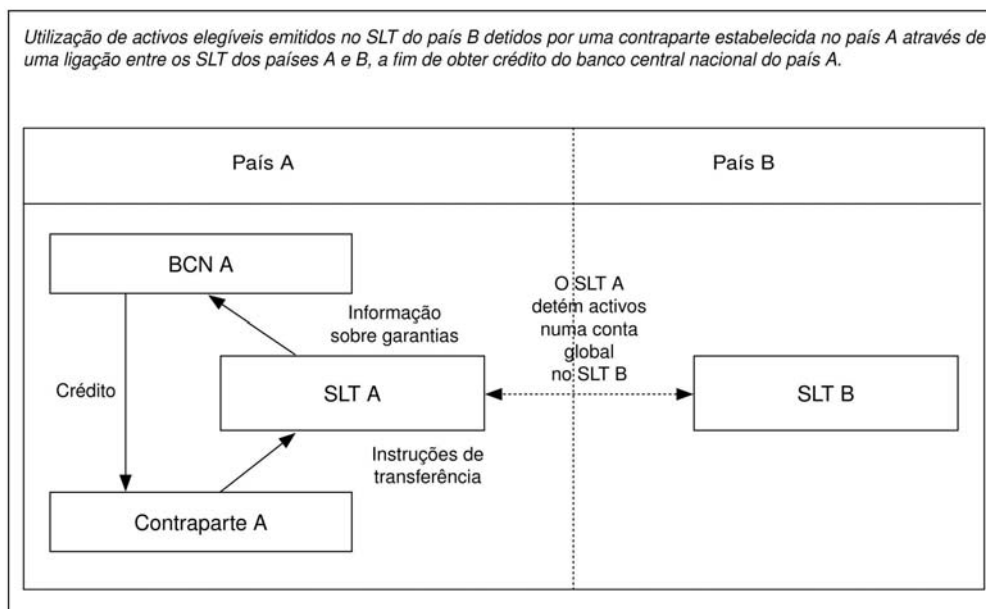 Utilização de activos elegíveis emitidos no SLT do país B detidos por uma contraparte estabelecida no país A através de
uma ligação entre os SLT dos países A e B, a fim de obter crédito do banco central nacional do país A.
País A
País B
BCN A
Informação
sobre garantias
O SLT A
detém activos
numa conta
global
no SLT B
Crédito
SLT A
SLT B
Instruções de
transferência
Contraparte A